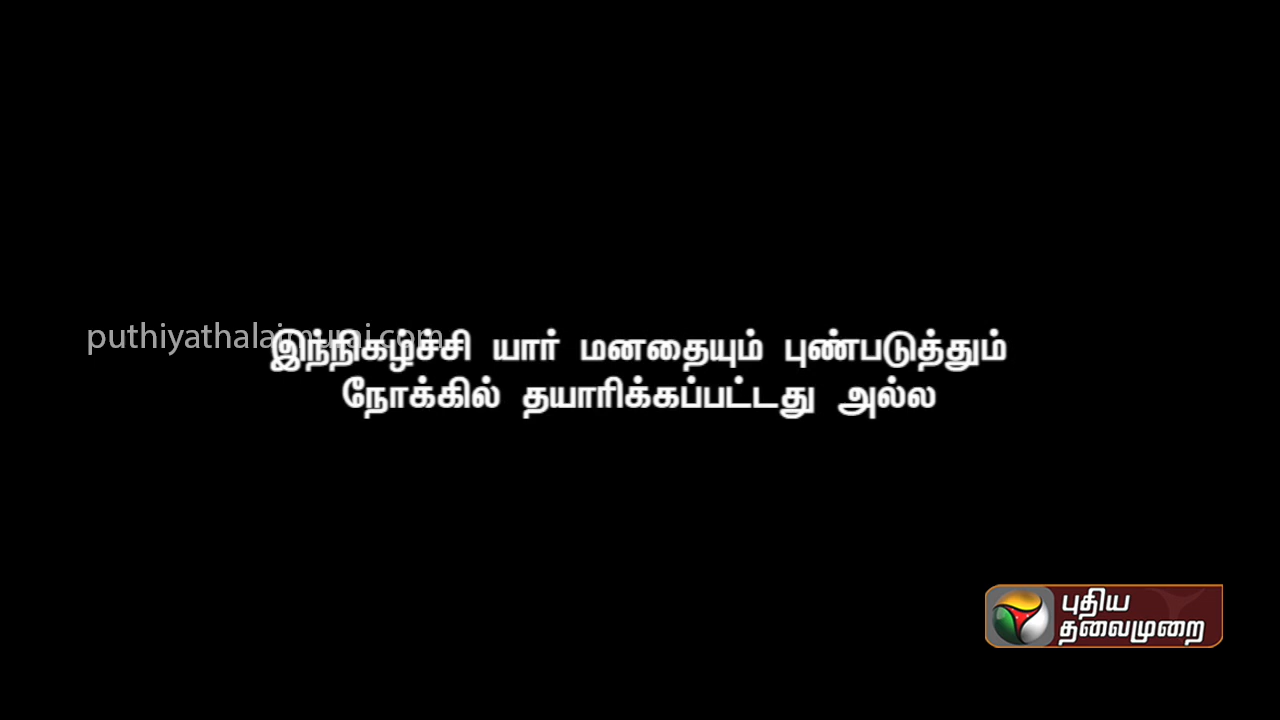 puthiyathalaimurai.com
இந்நிகழ்ச்சி யார் மனதையும் புண்படுத்தும்
நோக்கில் தயாரிக்கப்பட்டது அல்ல
புதிய
தலைமுறை